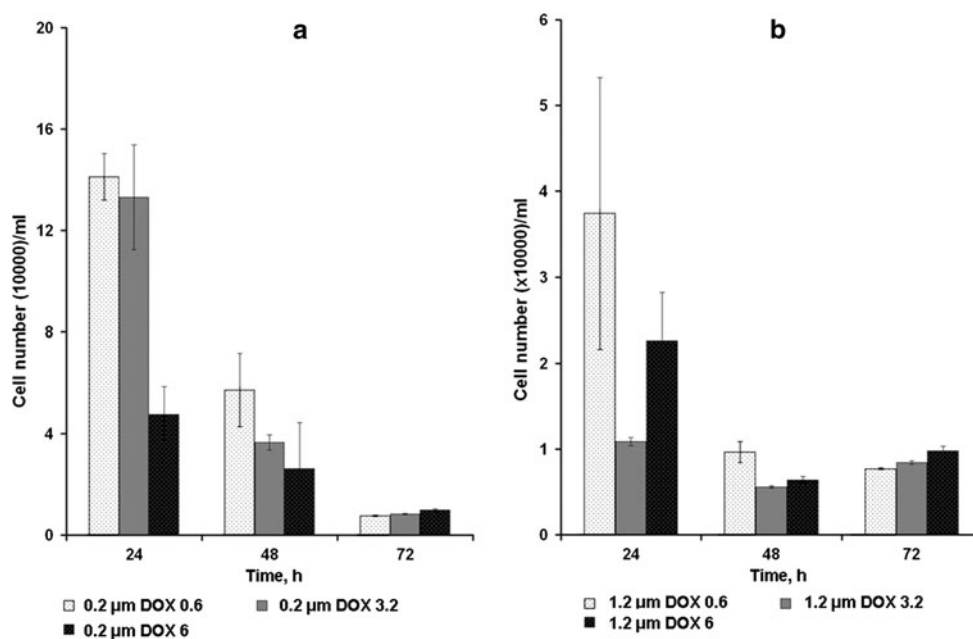 a
20
16
12
8
4
0
Cell number (10000)/ml
24 48 72
Time, h
0.2 µm DOX 0.6 0.2 µm DOX 3.2
0.2 µm DOX 6
b
6
5
4
3
2
1
0
Cell number (x10000)/ml
24 48 72
Time, h
1.2 µm DOX 0.6 1.2 µm DOX 3.2
1.2 µm DOX 6